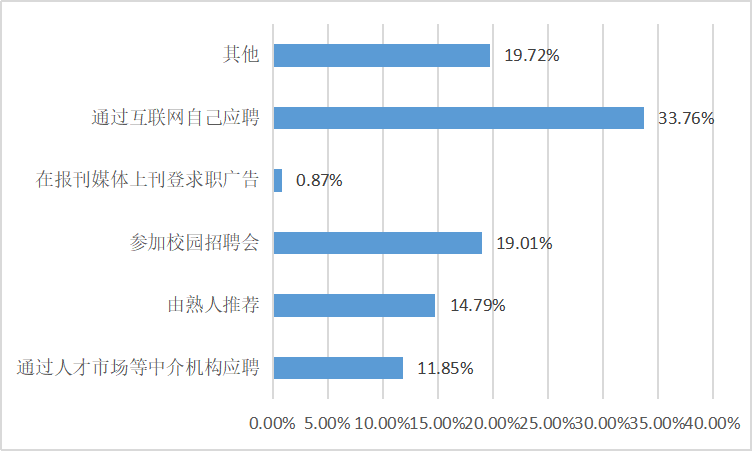 其他
19.72%
通过互联网自己应聘
33.76%
在报刊媒体上刊登求职广告
0.87%
参加校园招聘会
19.01%
由熟人推荐
14.79%
通过人才市场等中介机构应聘
11.85%
0.00% 5.00% 10.00% 15.00% 20.00% 25.00% 30.00% 35.00% 40.00%